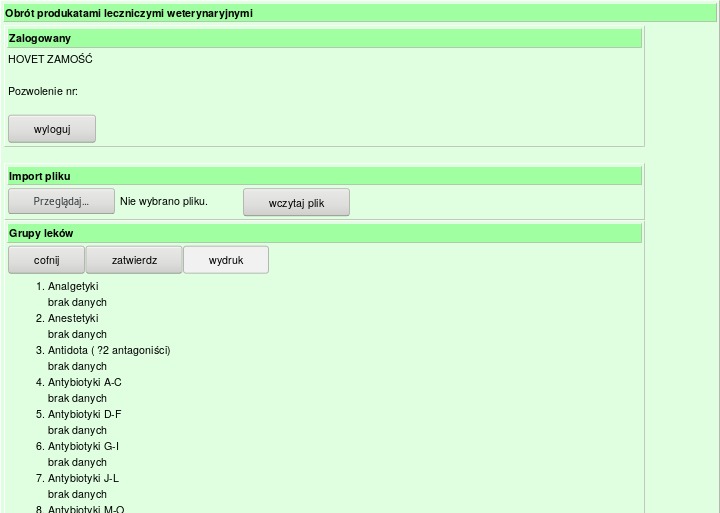 Obrót produkatami leczniczymi weterynaryjnymi
Zalogowany
HOVET ZAMOŚĆ
Pozwolenie nr:
wyloguj
Import pliku
Przeglądaj... Nie wybrano pliku. wczytaj plik
Grupy leków
cofnij zatwierdz wydruk
1. Analgetyki
brak danych
2. Anestetyki
brak danych
3. Antidota ( ?2 antagoniści)
brak danych
4. Antybiotyki A-C
brak danych
5. Antybiotyki D-F
brak danych
6. Antybiotyki G-I
brak danych
7. Antybiotyki J-L
brak danych
8. Antybiotyki M-O